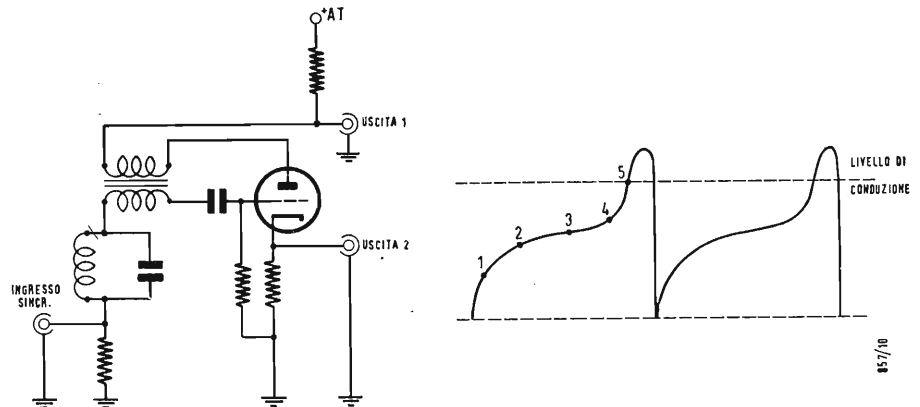 +AT
USCITA 1
USCITA 2
INGRESSO
SINCR.
1
2
3
4
5
LIVELLO DI
CONDUZIONE
857/10